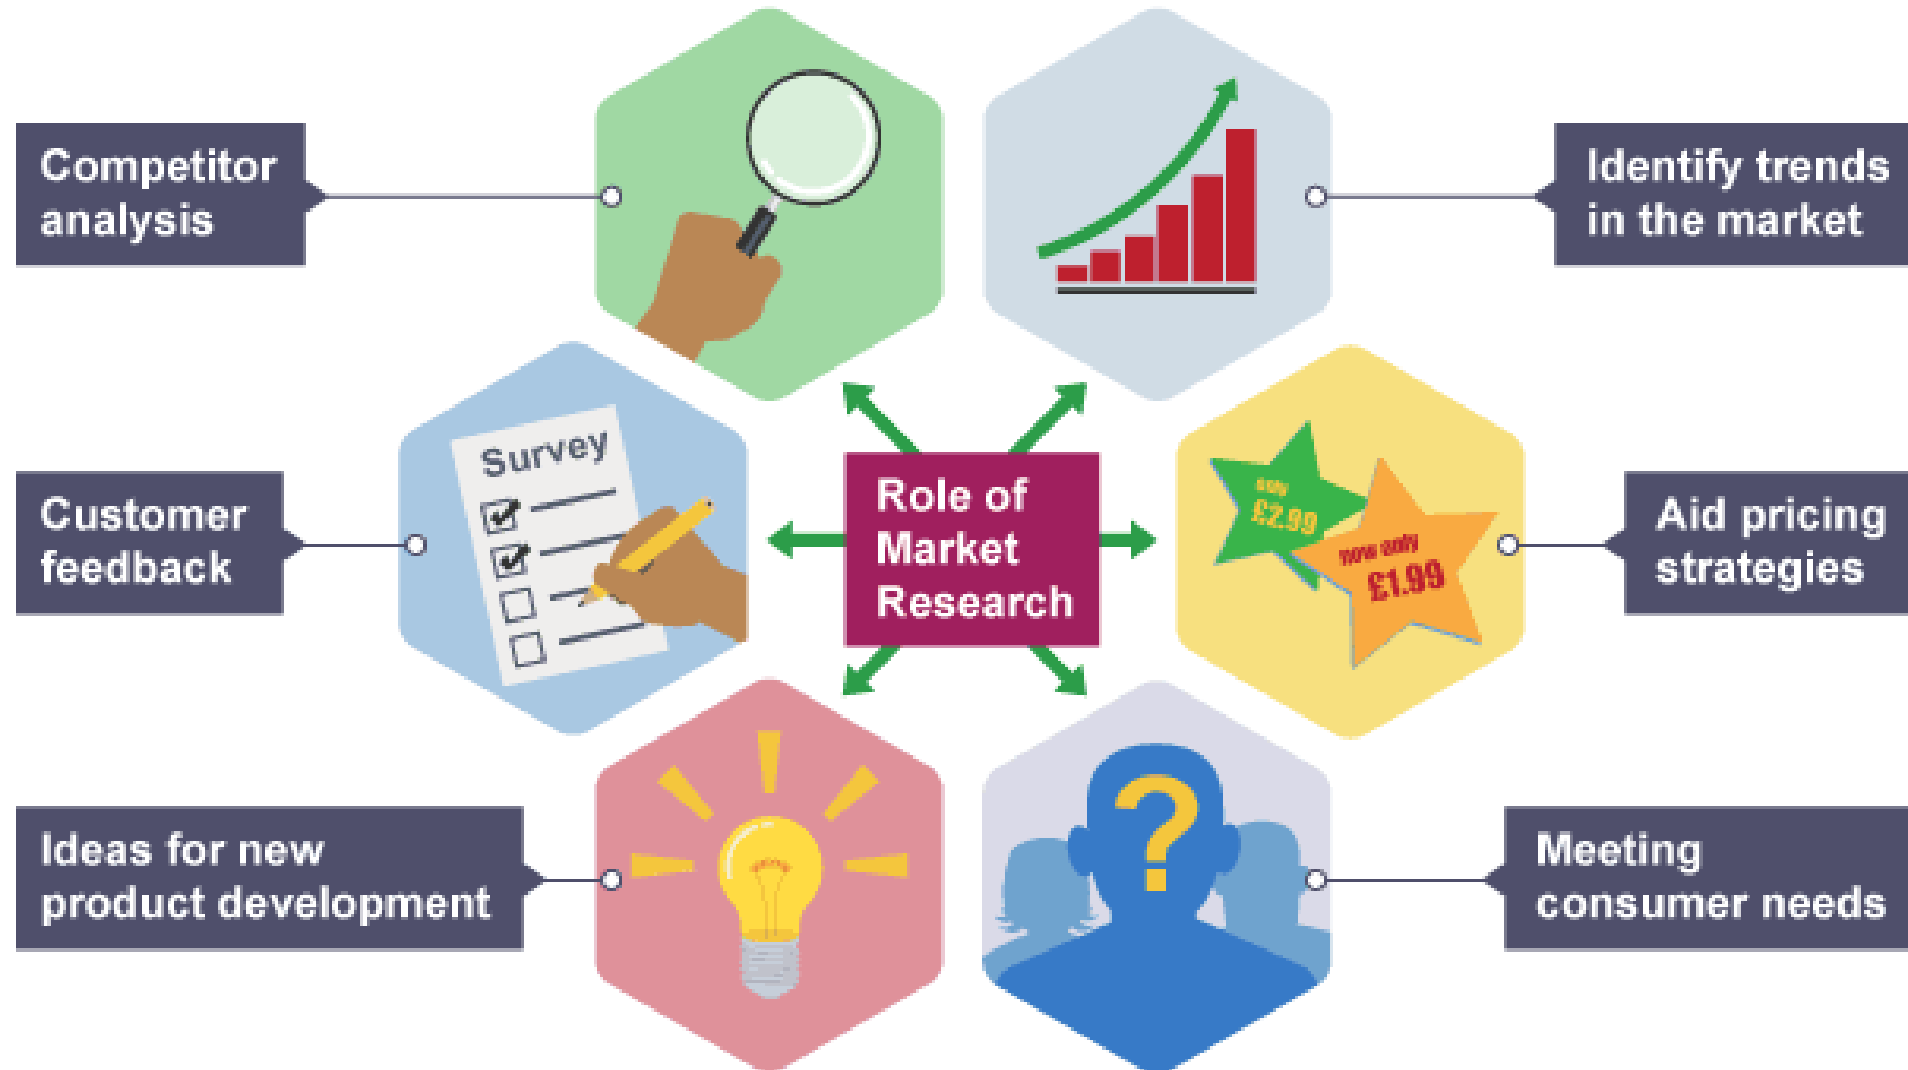 Competitor
analysis
Identify trends
in the market
Survey
Customer
feedback
Role of
Market
Research
only
£2.99
now only
£1.99
Aid pricing
strategies
Ideas for new
product development
?
Meeting
consumer needs